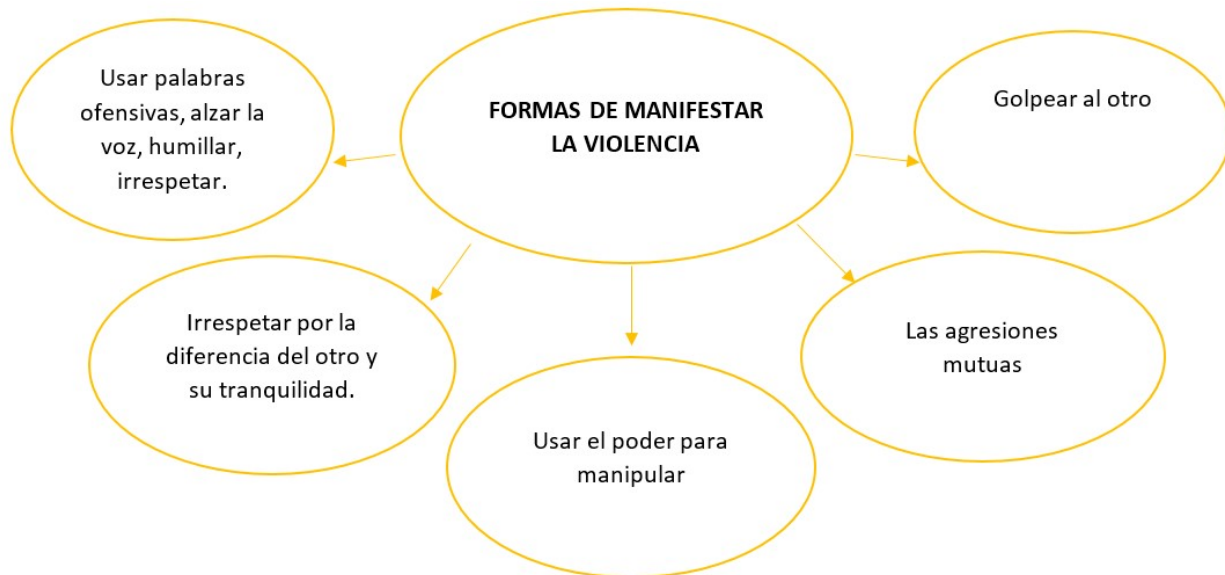 Usar palabras
ofensivas, alzar la
voz, humillar,
irrespetar.
FORMAS DE MANIFESTAR
LA VIOLENCIA
Golpear al otro
Irrespetar por la
diferencia del otro y
su tranquilidad.
Usar el poder para
manipular
Las agresiones
mutuas